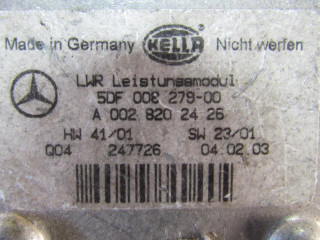 Made in Germany HELLA Nicht werfen
LWR Leistungsmodul
5DF 008 279-00
A 002 820 24 26
HW 41/01 SW 23/01
Q04 247726 04.02.03